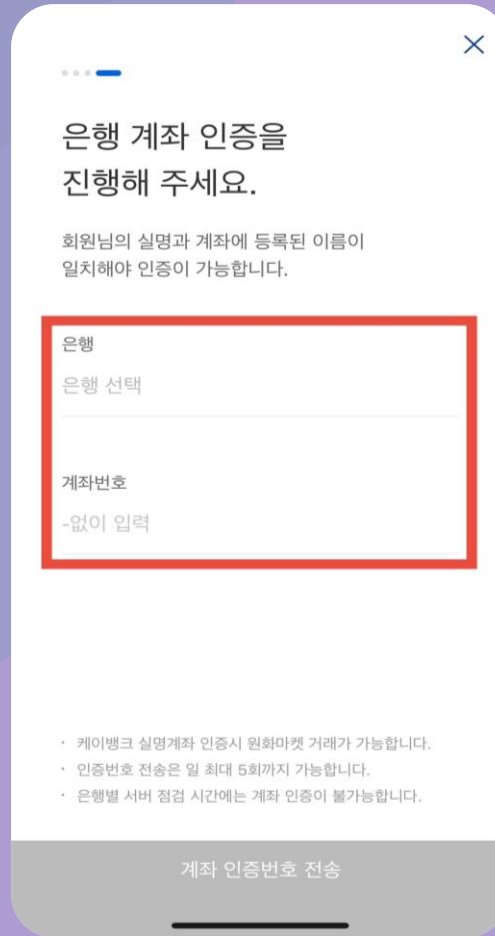 은행 계좌 인증을
진행해 주세요.
회원님의 실명과 계좌에 등록된 이름이
일치해야 인증이 가능합니다.
은행
은행 선택
계좌번호
-없이 입력
· 케이뱅크 실명계좌 인증시 원화마켓 거래가 가능합니다.
· 인증번호 전송은 일 최대 5회까지 가능합니다.
· 은행별 서버 점검 시간에는 계좌 인증이 불가능합니다.
계좌 인증번호 전송